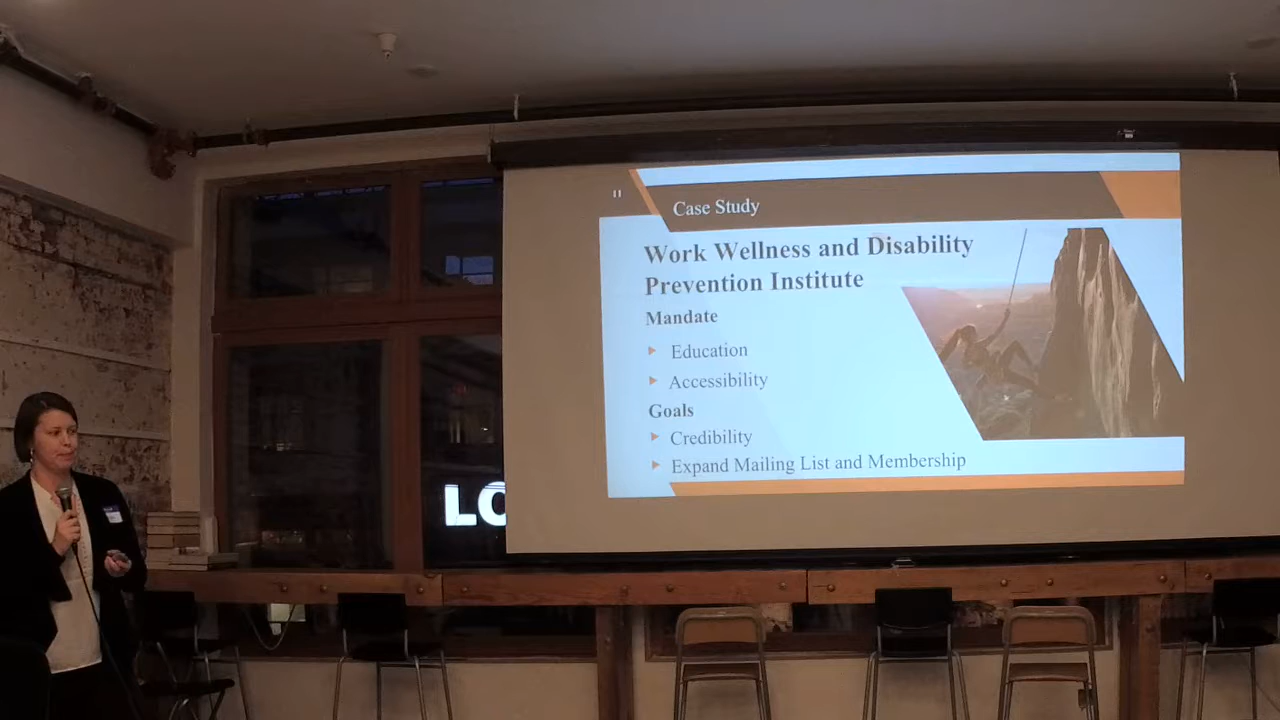 Case Study
Work Wellness and Disability
Prevention Institute
Mandate
Education
Accessibility
Goals
Credibility
Expand Mailing List and Membership
LO